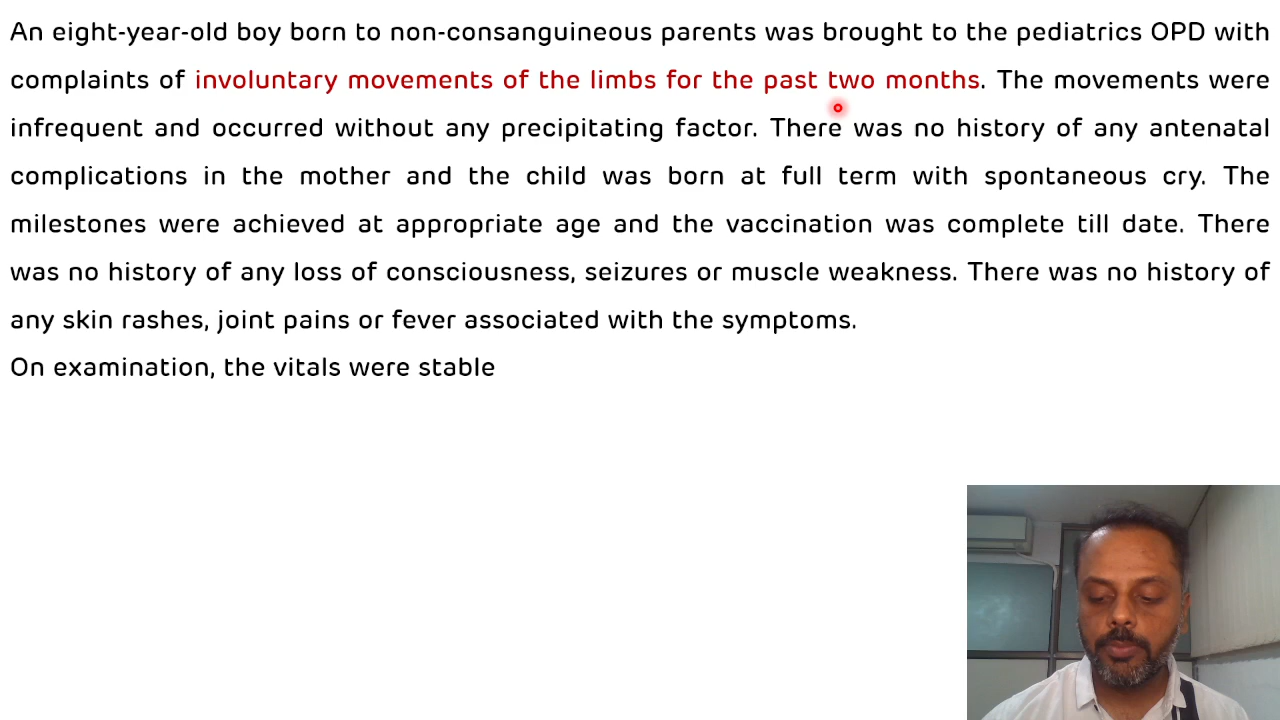 An eight-year-old boy born to non-consanguineous parents was brought to the pediatrics OPD with
complaints of involuntary movements of the limbs for the past two months. The movements were
infrequent and occurred without any precipitating factor. There was no history of any antenatal
complications in the mother and the child was born at full term with spontaneous cry. The
milestones were achieved at appropriate age and the vaccination was complete till date. There
was no history of any loss of consciousness, seizures or muscle weakness. There was no history of
any skin rashes, joint pains or fever associated with the symptoms.
On examination, the vitals were stable